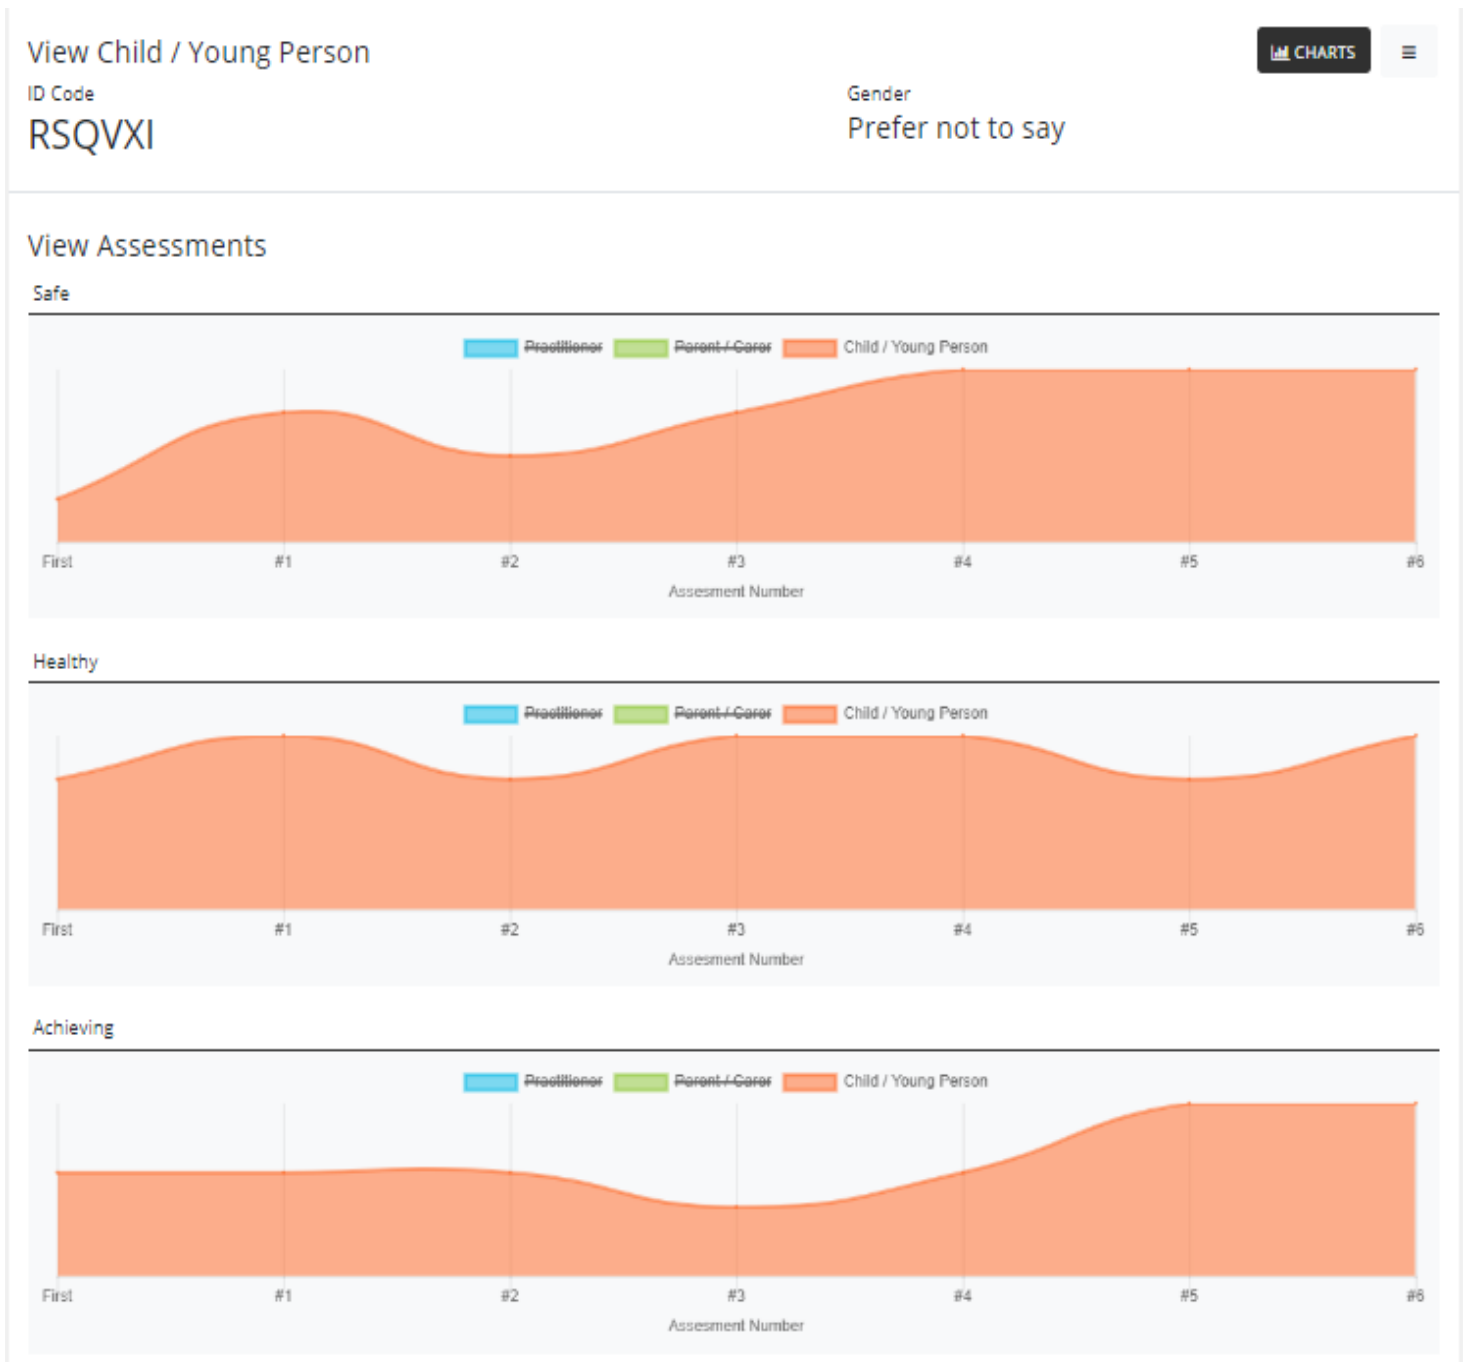 View Child / Young Person
CHARTS
ID Code
Gender
RSQVXI
Prefer not to say
View Assessments
Safe
Practitioner Parent / Carer Child / Young Person
First #1 #2 #3 #4 #5 #6
Assesment Number
Healthy
Practitioner Parent / Carer Child / Young Person
First #1 #2 #3 #4 #5 #6
Assesment Number
Achieving
Practitioner Parent / Carer Child / Young Person
First #1 #2 #3 #4 #5 #6
Assesment Number